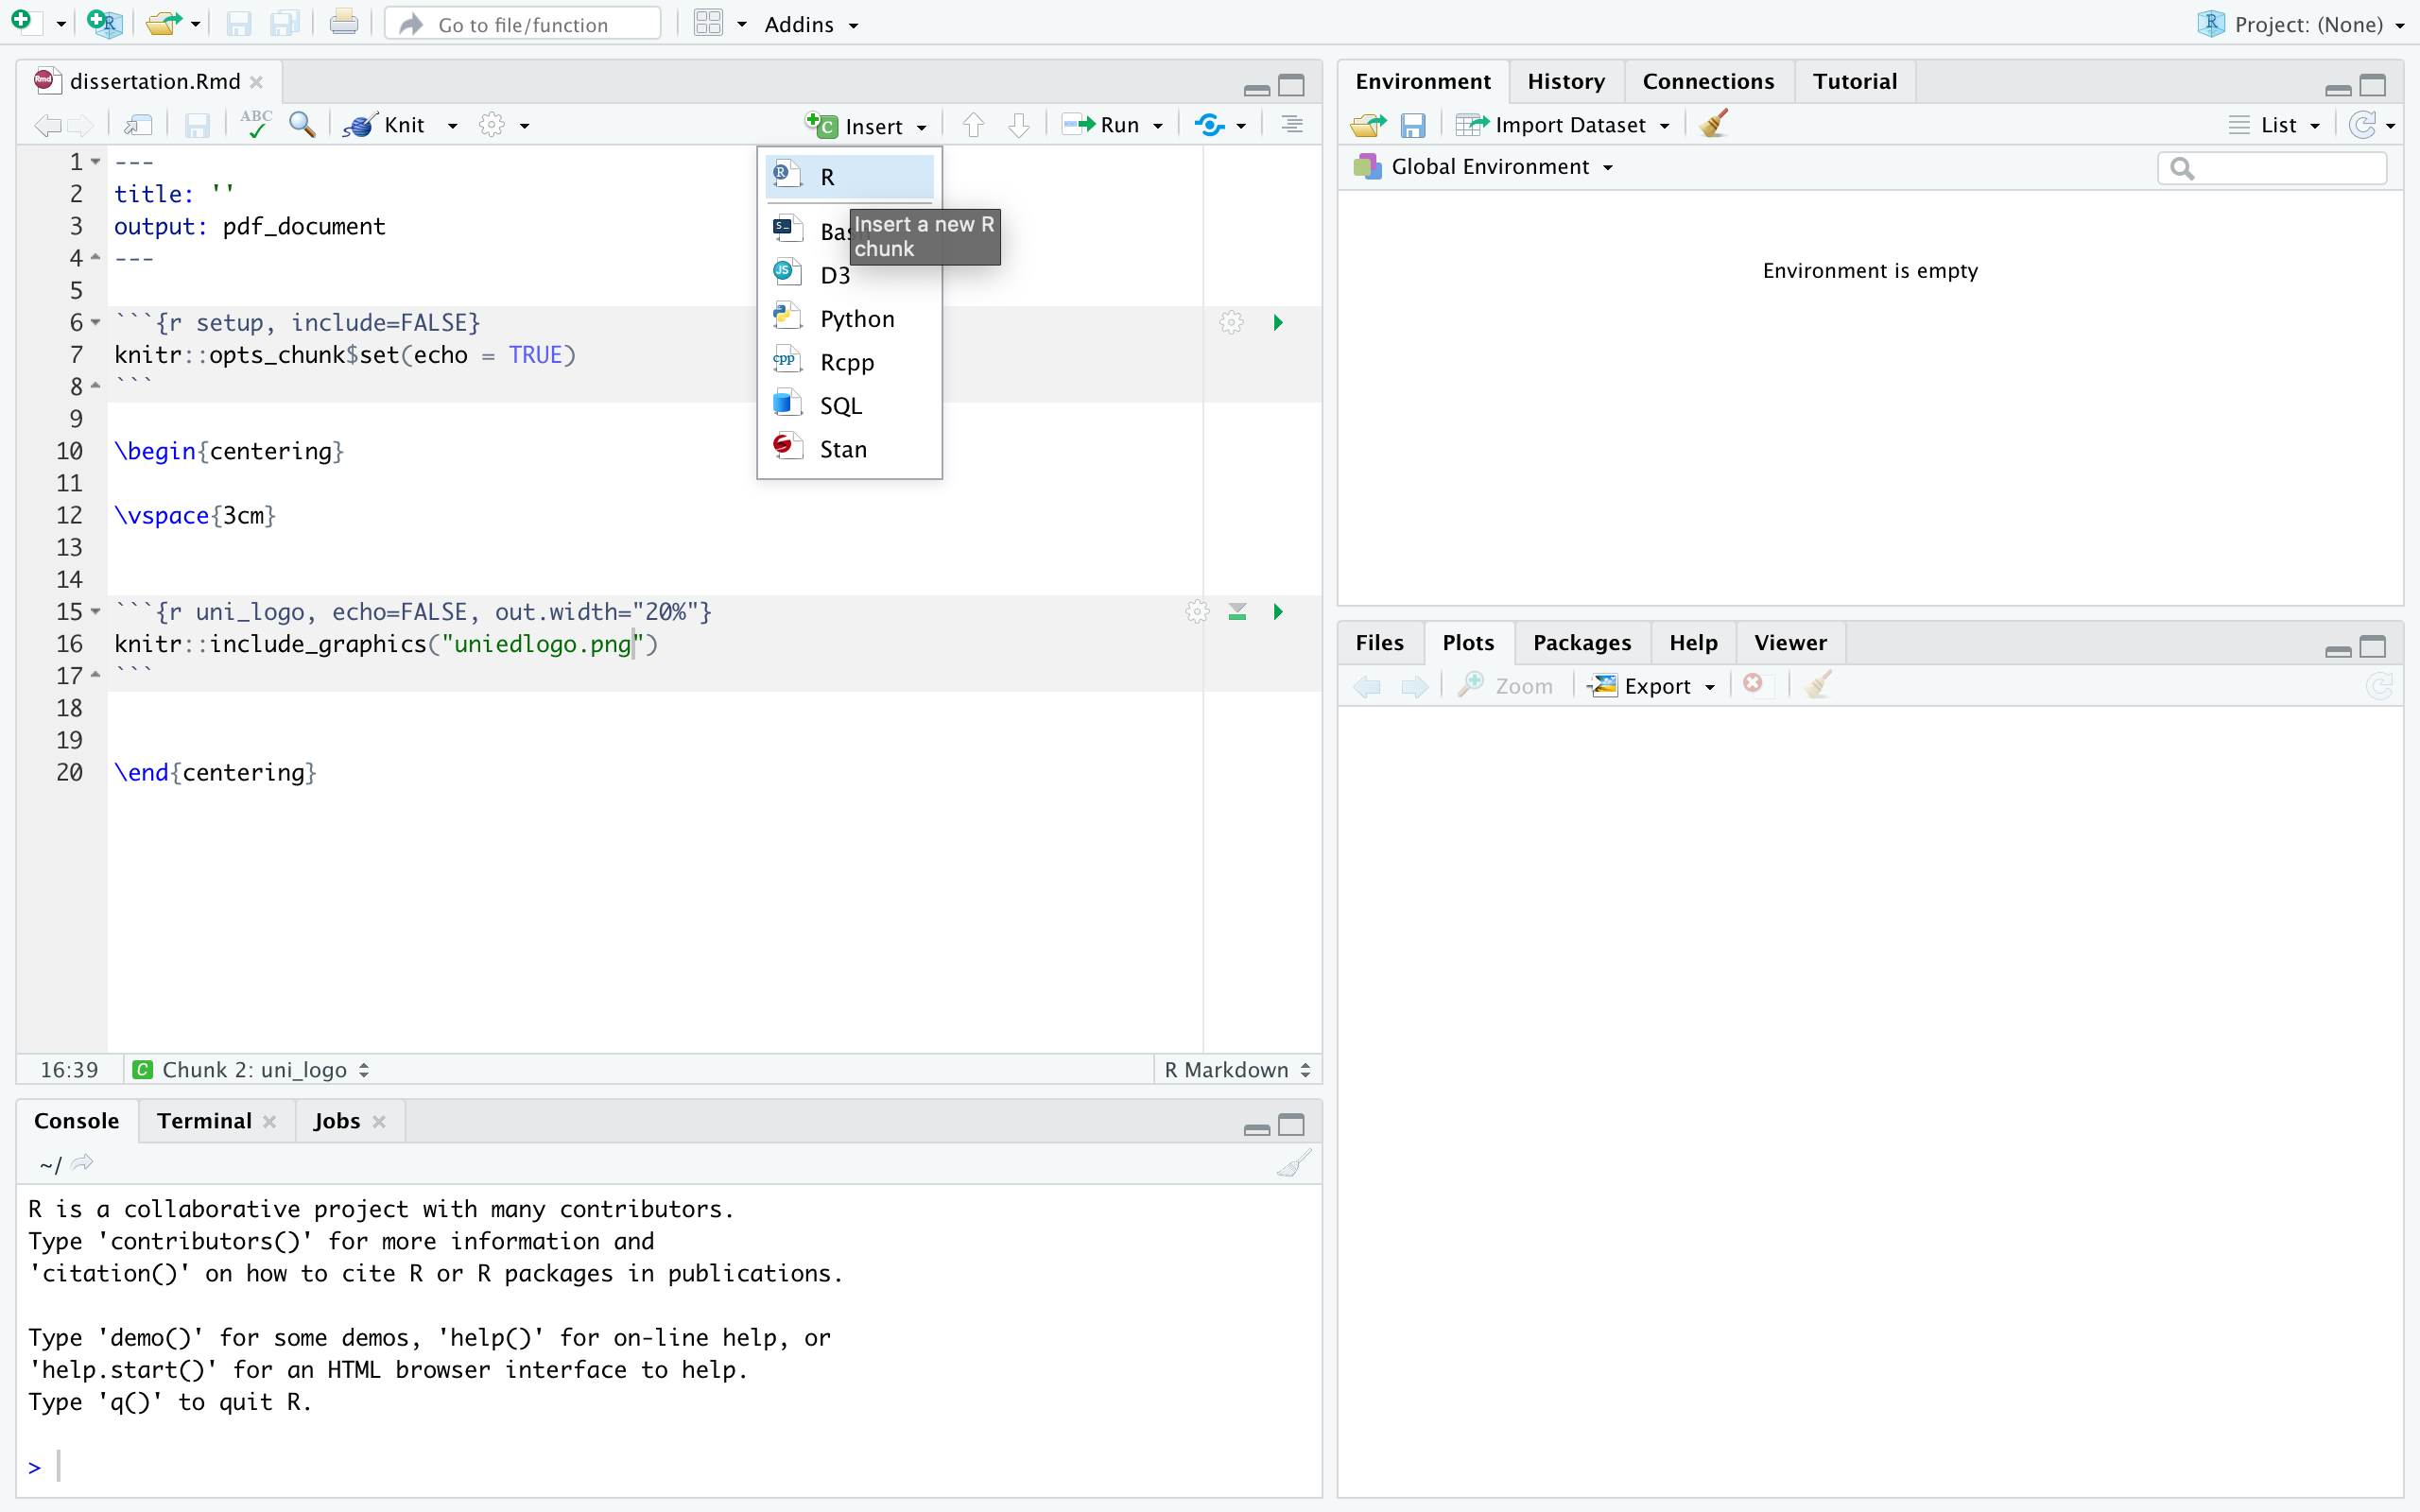 Go to file/function
Addins
Project: (None)
dissertation.Rmd
ABC
Knit
Insert
Run
1 ---
2 title: ''
3 output: pdf_document
4 ---
5
6 ```{r setup, include=FALSE}
7 knitr::opts_chunk$set(echo = TRUE)
8 ```
9
10 \begin{centering}
11
12 \vspace{3cm}
13
14
15 ```{r uni_logo, echo=FALSE, out.width="20%"}
16 knitr::include_graphics("uniedlogo.png")
17 ```
18
19
20 \end{centering}
R
Insert a new R
chunk
D3
Python
Rcpp
SQL
Stan
16:39
Chunk 2: uni_logo
R Markdown
Console
Terminal
Jobs
~/
R is a collaborative project with many contributors.
Type 'contributors()' for more information and
'citation()' on how to cite R or R packages in publications.
Type 'demo()' for some demos, 'help()' for on-line help, or
'help.start()' for an HTML browser interface to help.
Type 'q()' to quit R.
>
Environment
History
Connections
Tutorial
Import Dataset
List
Global Environment
Environment is empty
Files
Plots
Packages
Help
Viewer
Zoom
Export